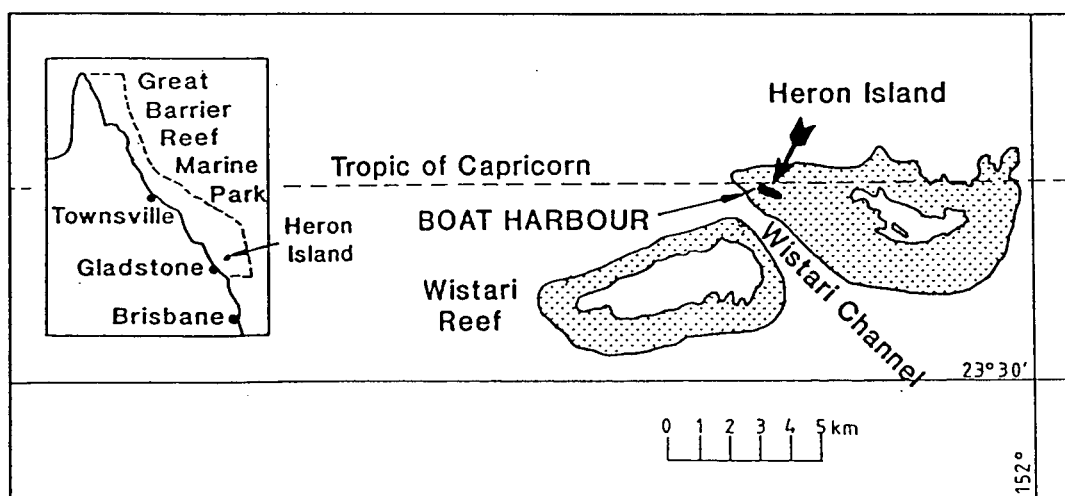 Great
Barrier
Reef
Marine
Park
Townsville
Heron
Island
Gladstone
Brisbane
Heron Island
Tropic of Capricorn
BOAT HARBOUR
Wistari
Reef
Wistari Channel
23°30'
0 1 2 3 4 5 km
152°